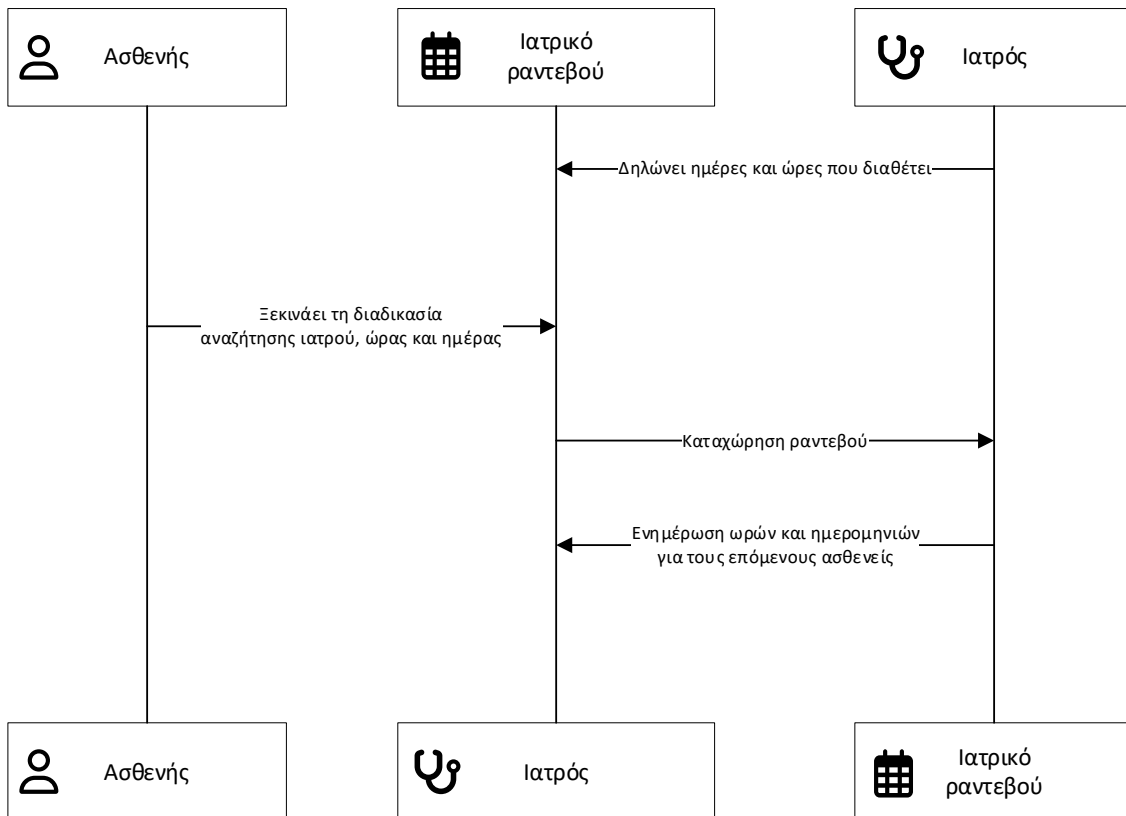 Ασθενής
Ιατρικό
ραντεβού
Ιατρός
Δηλώνει ημέρες και ώρες που διαθέτει
Ξεκινάει τη διαδικασία
αναζήτησης ιατρού, ώρας και ημέρας
Καταχώρηση ραντεβού
Ενημέρωση ωρών και ημερομηνιών
για τους επόμενους ασθενείς
Ασθενής
Ιατρός
Ιατρικό
ραντεβού